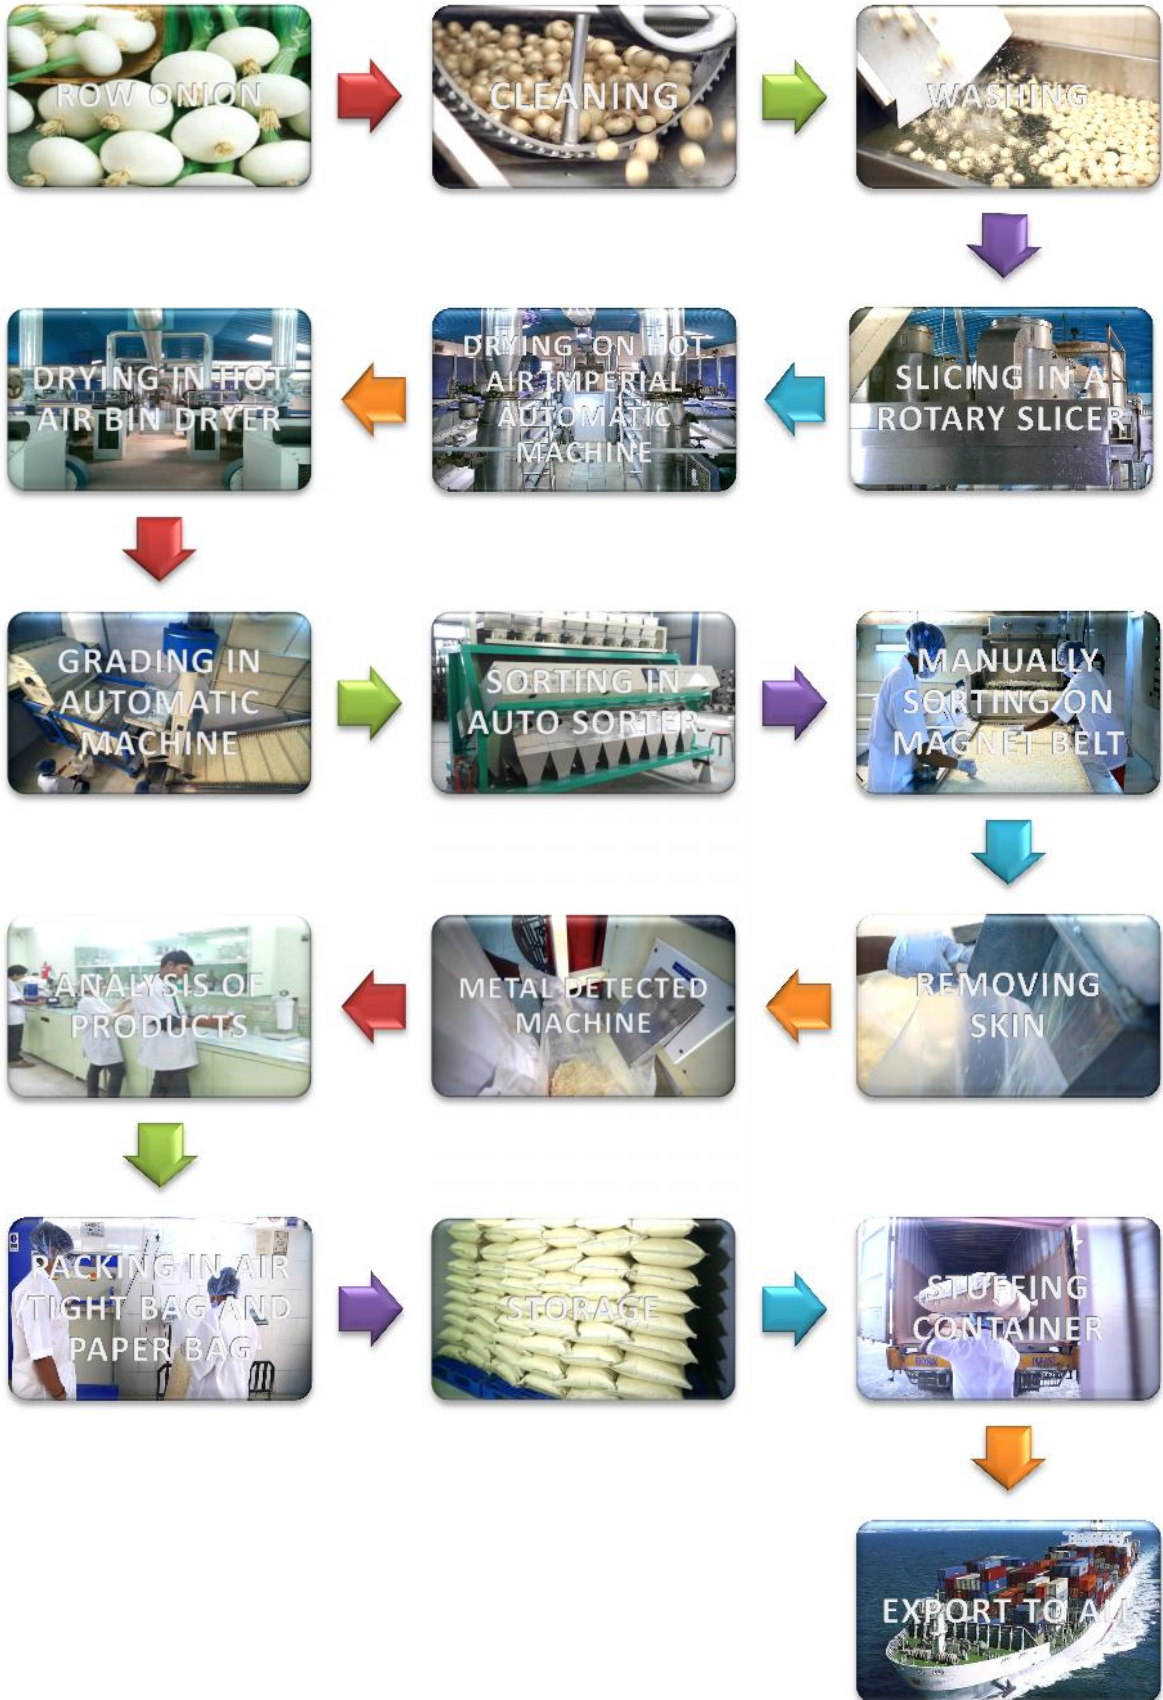 ROW ONION
CLEANING
WASHING
SLICING IN A
ROTARY SLICER
DRYING ON HOT
AIR IMPERIAL
AUTOMATIC
MACHINE
DRYING IN HOT
AIR BIN DRYER
GRADING IN
AUTOMATIC
MACHINE
SORTING IN
AUTO SORTER
MANUALLY
SORTING ON
MAGNET BELT
REMOVING
SKIN
METAL DETECTED
MACHINE
ANALYSIS OF
PRODUCTS
PACKING IN AIR
TIGHT BAG AND
PAPER BAG
STORAGE
STUFFING
CONTAINER
EXPORT TO ALL